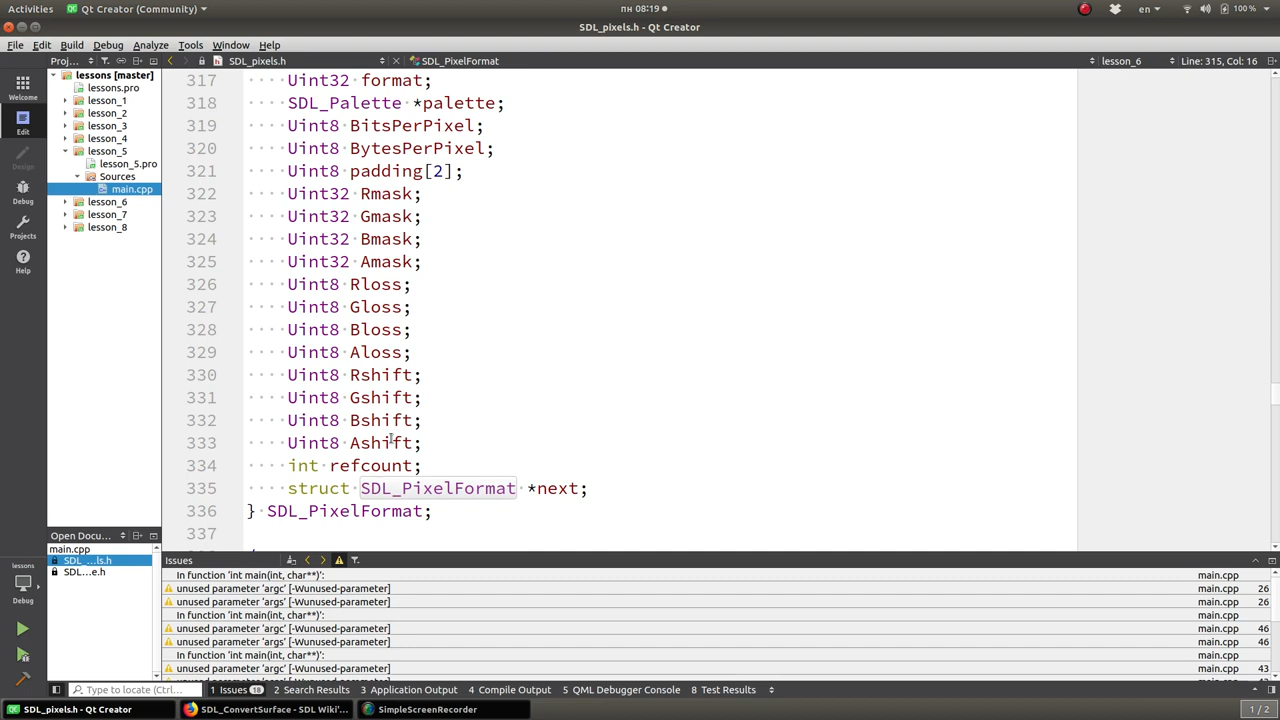 Activities Qt Creator (Community) пн 08:19 en 100 %
SDL_pixels.h - Qt Creator
File Edit Build Debug Analyze Tools Window Help
Proj... SDL_pixels.h SDL_PixelFormat lesson_6 Line: 315, Col: 16
Welcome
Edit
Design
Debug
Projects
Help
lessons
Debug
lessons [master]
lessons.pro
lesson_1
lesson_2
lesson_3
lesson_4
lesson_5
lesson_5.pro
Sources
main.cpp
lesson_6
lesson_7
lesson_8
Open Docu...
main.cpp
SDL_...ls.h
SDL...e.h
317 Uint32 format;
318 SDL_Palette *palette;
319 Uint8 BitsPerPixel;
320 Uint8 BytesPerPixel;
321 Uint8 padding[2];
322 Uint32 Rmask;
323 Uint32 Gmask;
324 Uint32 Bmask;
325 Uint32 Amask;
326 Uint8 Rloss;
327 Uint8 Gloss;
328 Uint8 Bloss;
329 Uint8 Aloss;
330 Uint8 Rshift;
331 Uint8 Gshift;
332 Uint8 Bshift;
333 Uint8 Ashift;
334 int refcount;
335 struct SDL_PixelFormat *next;
336 } SDL_PixelFormat;
337
Issues
In function 'int main(int, char**)': main.cpp
unused parameter 'argc' [-Wunused-parameter] main.cpp 26
unused parameter 'args' [-Wunused-parameter] main.cpp 26
In function 'int main(int, char**)': main.cpp
unused parameter 'argc' [-Wunused-parameter] main.cpp 46
unused parameter 'args' [-Wunused-parameter] main.cpp 46
In function 'int main(int, char**)': main.cpp
unused parameter 'argc' [-Wunused-parameter] main.cpp 43
Type to locate (Ctrl... 1 Issues 18 2 Search Results 3 Application Output 4 Compile Output 5 QML Debugger Console 8 Test Results
SDL_pixels.h - Qt Creator SDL_ConvertSurface - SDL Wiki'... SimpleScreenRecorder 1 / 2